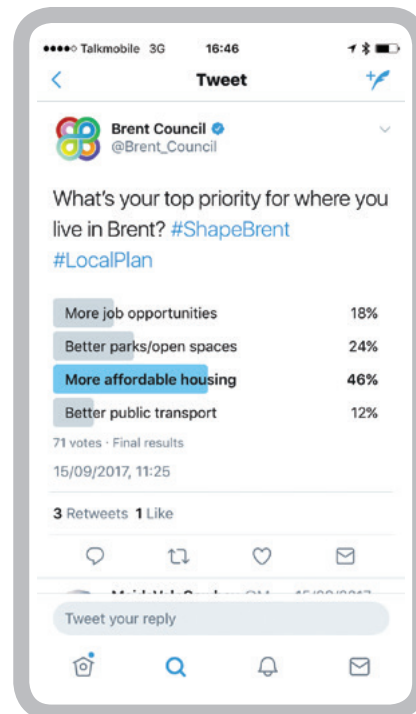 Talkmobile 3G 16:46
Tweet
Brent Council
@Brent_Council
What's your top priority for where you
live in Brent? #ShapeBrent
#LocalPlan
More job opportunities 18%
Better parks/open spaces 24%
More affordable housing 46%
Better public transport 12%
71 votes · Final results
15/09/2017, 11:25
3 Retweets 1 Like
Tweet your reply